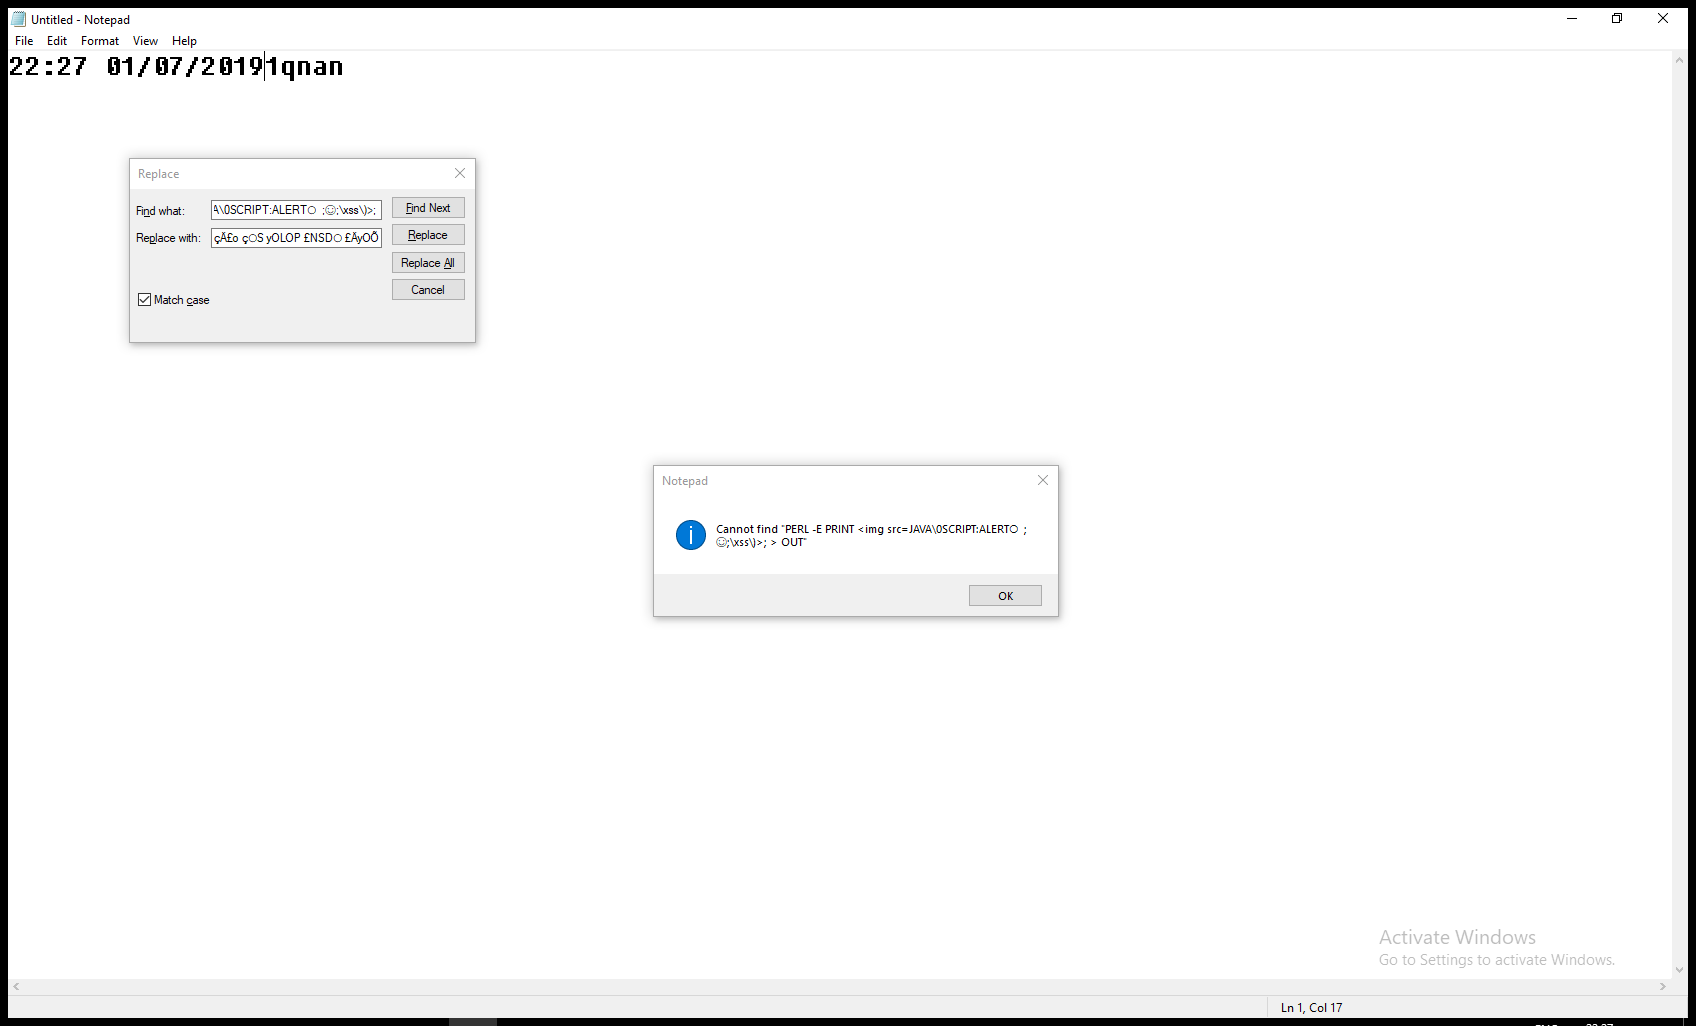 Untitled - Notepad
File Edit Format View Help
22:27 01/07/20191qnan
Replace
Find what: A\0SCRIPT:ALERT○ ;☺;\xss\)>; Find Next
Replace with: çÄ£o ç○S yOLOP £NSD○ £ÄyOÕ Replace
Replace All
Cancel
Match case
Notepad
Cannot find "PERL -E PRINT <img src=JAVA\0SCRIPT:ALERT○ ;
☺;\xss\)>; > OUT"
OK
Activate Windows
Go to Settings to activate Windows.
Ln 1, Col 17